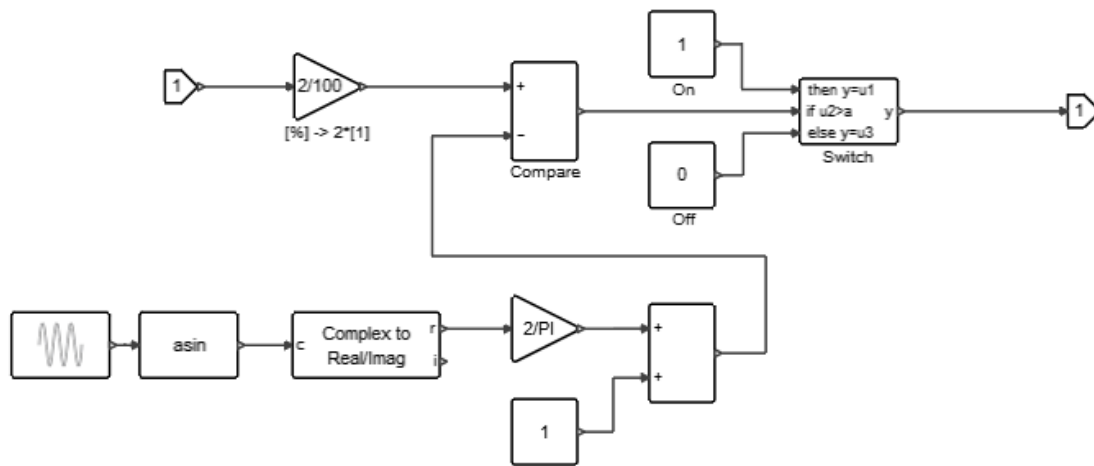 1
On
1
2/100
[%] -> 2*[1]
+
−
Compare
then y=u1
if u2>a
y
else y=u3
Switch
1
0
Off
asin
c
Complex to
Real/Imag
r
i
2/PI
+
+
1